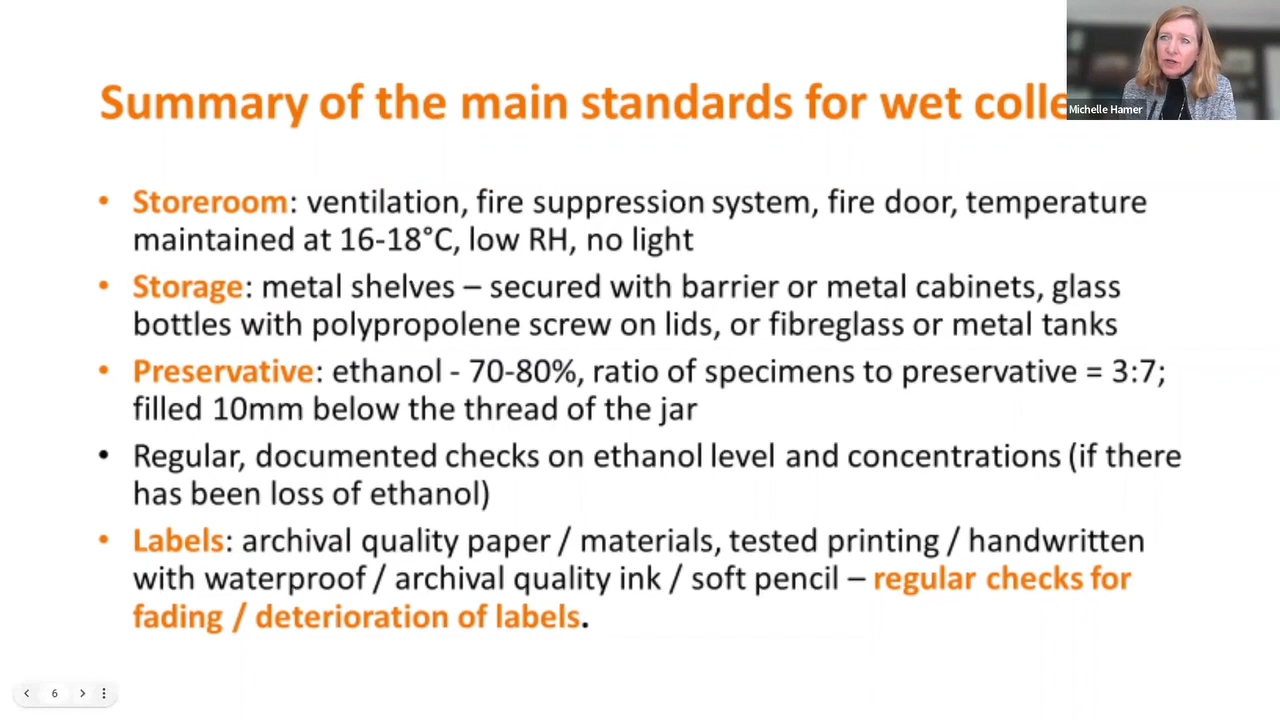 Summary of the main standards for wet colle
Michelle Hamer
• Storeroom: ventilation, fire suppression system, fire door, temperature
maintained at 16-18°C, low RH, no light
• Storage: metal shelves – secured with barrier or metal cabinets, glass
bottles with polypropolene screw on lids, or fibreglass or metal tanks
• Preservative: ethanol - 70-80%, ratio of specimens to preservative = 3:7;
filled 10mm below the thread of the jar
• Regular, documented checks on ethanol level and concentrations (if there
has been loss of ethanol)
• Labels: archival quality paper / materials, tested printing / handwritten
with waterproof / archival quality ink / soft pencil – regular checks for
fading / deterioration of labels.
6